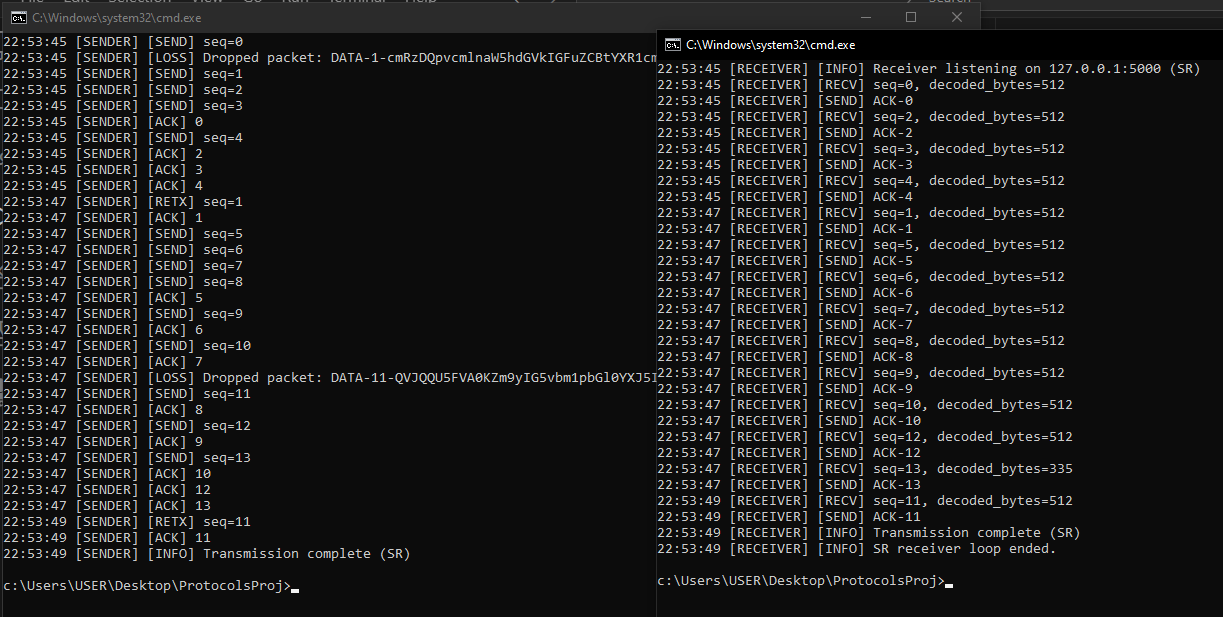 C:\Windows\system32\cmd.exe
22:53:45 [SENDER] [SEND] seq=0
22:53:45 [SENDER] [LOSS] Dropped packet: DATA-1-cmRzDQpvcmlnaW5hdGVkIGFuZCBtYXR1cm
22:53:45 [SENDER] [SEND] seq=1
22:53:45 [SENDER] [SEND] seq=2
22:53:45 [SENDER] [SEND] seq=3
22:53:45 [SENDER] [ACK] 0
22:53:45 [SENDER] [SEND] seq=4
22:53:45 [SENDER] [ACK] 2
22:53:45 [SENDER] [ACK] 3
22:53:45 [SENDER] [ACK] 4
22:53:47 [SENDER] [RETX] seq=1
22:53:47 [SENDER] [ACK] 1
22:53:47 [SENDER] [SEND] seq=5
22:53:47 [SENDER] [SEND] seq=6
22:53:47 [SENDER] [SEND] seq=7
22:53:47 [SENDER] [SEND] seq=8
22:53:47 [SENDER] [ACK] 5
22:53:47 [SENDER] [SEND] seq=9
22:53:47 [SENDER] [ACK] 6
22:53:47 [SENDER] [SEND] seq=10
22:53:47 [SENDER] [ACK] 7
22:53:47 [SENDER] [LOSS] Dropped packet: DATA-11-QVJQQU5FVA0KZm9yIG5vbm1pbGl0YXJ5I
22:53:47 [SENDER] [SEND] seq=11
22:53:47 [SENDER] [ACK] 8
22:53:47 [SENDER] [SEND] seq=12
22:53:47 [SENDER] [ACK] 9
22:53:47 [SENDER] [SEND] seq=13
22:53:47 [SENDER] [ACK] 10
22:53:47 [SENDER] [ACK] 12
22:53:47 [SENDER] [ACK] 13
22:53:49 [SENDER] [RETX] seq=11
22:53:49 [SENDER] [ACK] 11
22:53:49 [SENDER] [INFO] Transmission complete (SR)
c:\Users\USER\Desktop\ProtocolsProj>
C:\Windows\system32\cmd.exe
22:53:45 [RECEIVER] [INFO] Receiver listening on 127.0.0.1:5000 (SR)
22:53:45 [RECEIVER] [RECV] seq=0, decoded_bytes=512
22:53:45 [RECEIVER] [SEND] ACK-0
22:53:45 [RECEIVER] [RECV] seq=2, decoded_bytes=512
22:53:45 [RECEIVER] [SEND] ACK-2
22:53:45 [RECEIVER] [RECV] seq=3, decoded_bytes=512
22:53:45 [RECEIVER] [SEND] ACK-3
22:53:45 [RECEIVER] [RECV] seq=4, decoded_bytes=512
22:53:45 [RECEIVER] [SEND] ACK-4
22:53:47 [RECEIVER] [RECV] seq=1, decoded_bytes=512
22:53:47 [RECEIVER] [SEND] ACK-1
22:53:47 [RECEIVER] [RECV] seq=5, decoded_bytes=512
22:53:47 [RECEIVER] [SEND] ACK-5
22:53:47 [RECEIVER] [RECV] seq=6, decoded_bytes=512
22:53:47 [RECEIVER] [SEND] ACK-6
22:53:47 [RECEIVER] [RECV] seq=7, decoded_bytes=512
22:53:47 [RECEIVER] [SEND] ACK-7
22:53:47 [RECEIVER] [RECV] seq=8, decoded_bytes=512
22:53:47 [RECEIVER] [SEND] ACK-8
22:53:47 [RECEIVER] [RECV] seq=9, decoded_bytes=512
22:53:47 [RECEIVER] [SEND] ACK-9
22:53:47 [RECEIVER] [RECV] seq=10, decoded_bytes=512
22:53:47 [RECEIVER] [SEND] ACK-10
22:53:47 [RECEIVER] [RECV] seq=12, decoded_bytes=512
22:53:47 [RECEIVER] [SEND] ACK-12
22:53:47 [RECEIVER] [RECV] seq=13, decoded_bytes=335
22:53:47 [RECEIVER] [SEND] ACK-13
22:53:49 [RECEIVER] [RECV] seq=11, decoded_bytes=512
22:53:49 [RECEIVER] [SEND] ACK-11
22:53:49 [RECEIVER] [INFO] Transmission complete (SR)
22:53:49 [RECEIVER] [INFO] SR receiver loop ended.
c:\Users\USER\Desktop\ProtocolsProj>